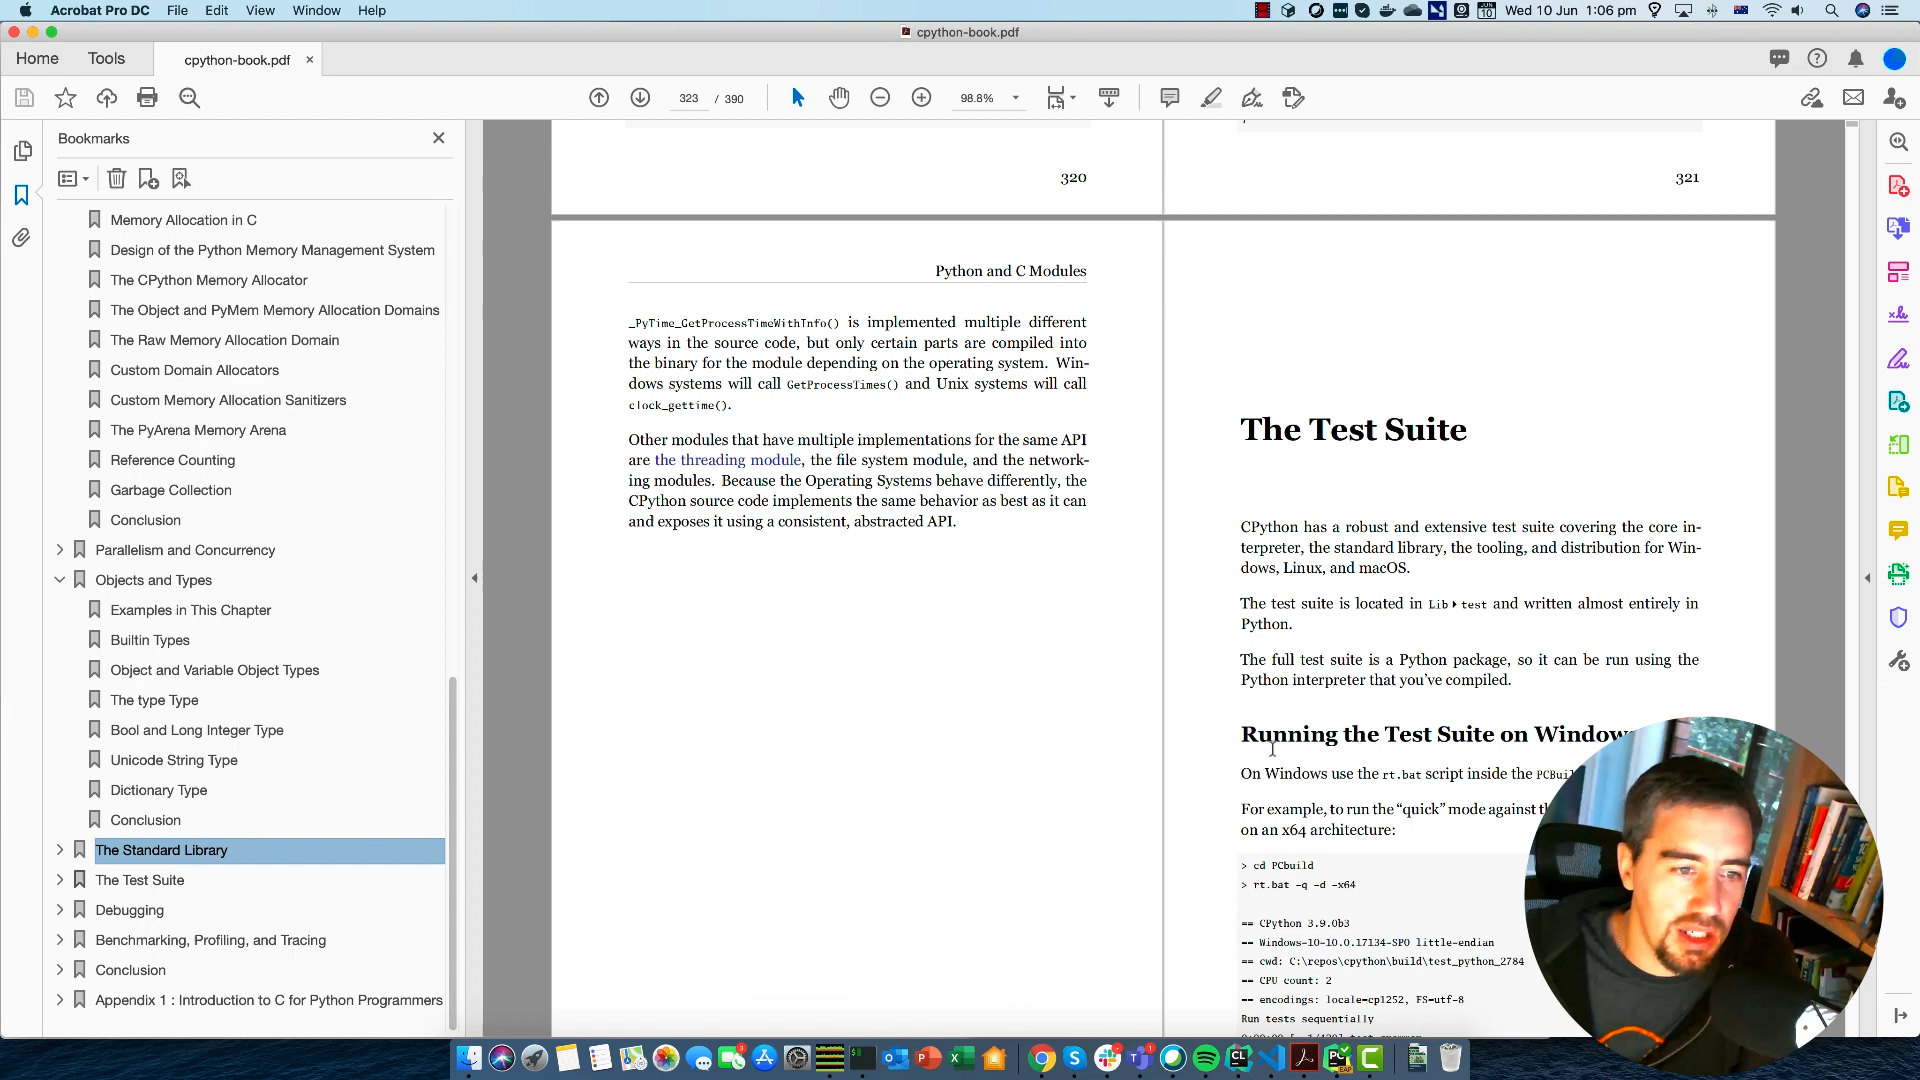 Acrobat Pro DC File Edit View Window Help
JUN
10
Wed 10 Jun 1:06 pm
cpython-book.pdf
Home Tools cpython-book.pdf ×
323 / 390
98.8%
Bookmarks
Memory Allocation in C
Design of the Python Memory Management System
The CPython Memory Allocator
The Object and PyMem Memory Allocation Domains
The Raw Memory Allocation Domain
Custom Domain Allocators
Custom Memory Allocation Sanitizers
The PyArena Memory Arena
Reference Counting
Garbage Collection
Conclusion
Parallelism and Concurrency
Objects and Types
Examples in This Chapter
Builtin Types
Object and Variable Object Types
The type Type
Bool and Long Integer Type
Unicode String Type
Dictionary Type
Conclusion
The Standard Library
The Test Suite
Debugging
Benchmarking, Profiling, and Tracing
Conclusion
Appendix 1 : Introduction to C for Python Programmers
320
321
Python and C Modules
_PyTime_GetProcessTimeWithInfo() is implemented multiple different
ways in the source code, but only certain parts are compiled into
the binary for the module depending on the operating system. Win-
dows systems will call GetProcessTimes() and Unix systems will call
clock_gettime().
Other modules that have multiple implementations for the same API
are the threading module, the file system module, and the network-
ing modules. Because the Operating Systems behave differently, the
CPython source code implements the same behavior as best as it can
and exposes it using a consistent, abstracted API.
The Test Suite
CPython has a robust and extensive test suite covering the core in-
terpreter, the standard library, the tooling, and distribution for Win-
dows, Linux, and macOS.
The test suite is located in Lib ▸ test and written almost entirely in
Python.
The full test suite is a Python package, so it can be run using the
Python interpreter that you've compiled.
Running the Test Suite on Window
On Windows use the rt.bat script inside the PCBui
For example, to run the "quick" mode against th
on an x64 architecture:
> cd PCbuild
> rt.bat -q -d -x64
== CPython 3.9.0b3
== Windows-10-10.0.17134-SP0 little-endian
== cwd: C:\repos\cpython\build\test_python_2784
== CPU count: 2
== encodings: locale=cp1252, FS=utf-8
Run tests sequentially